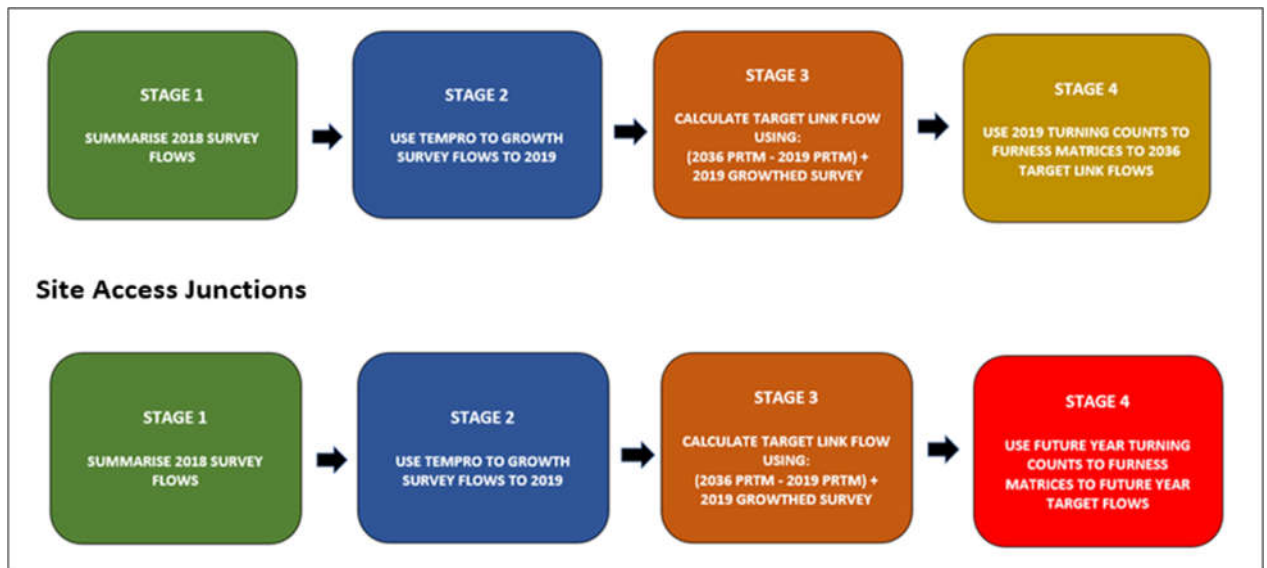 STAGE 1
SUMMARISE 2018 SURVEY
FLOWS
STAGE 2
USE TEMPRO TO GROWTH
SURVEY FLOWS TO 2019
STAGE 3
CALCULATE TARGET LINK FLOW
USING:
(2036 PRTM - 2019 PRTM) +
2019 GROWTHED SURVEY
STAGE 4
USE 2019 TURNING COUNTS TO
FURNESS MATRICES TO 2036
TARGET LINK FLOWS
Site Access Junctions
STAGE 1
SUMMARISE 2018 SURVEY
FLOWS
STAGE 2
USE TEMPRO TO GROWTH
SURVEY FLOWS TO 2019
STAGE 3
CALCULATE TARGET LINK FLOW
USING:
(2036 PRTM - 2019 PRTM) +
2019 GROWTHED SURVEY
STAGE 4
USE FUTURE YEAR TURNING
COUNTS TO FURNESS
MATRICES TO FUTURE YEAR
TARGET FLOWS